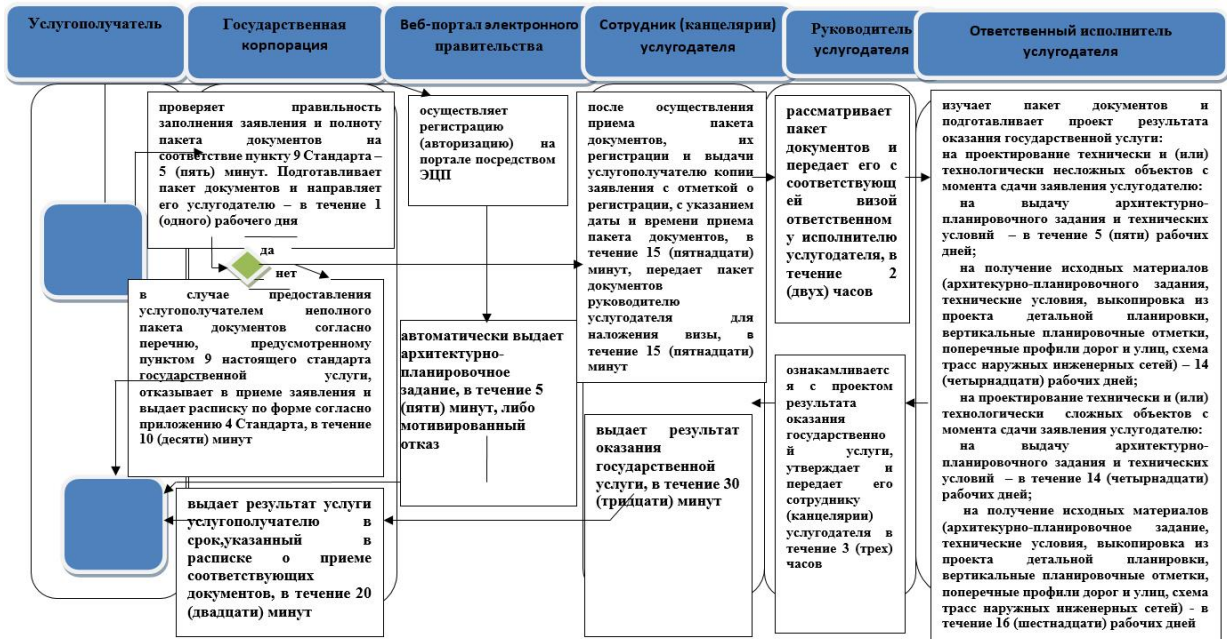 Услугополучатель
Государственная
корпорация
Веб-портал электронного
правительства
Сотрудник (канцелярии)
услугодателя
Руководитель
услугодателя
Ответственный исполнитель
услугодателя
проверяет правильность
заполнения заявления и полноту
пакета документов на
соответствие пункту 9 Стандарта –
5 (пять) минут. Подготавливает
пакет документов и направляет
его услугодателю – в течение 1
(одного) рабочего дня
да
нет
в случае предоставления
услугополучателем неполного
пакета документов согласно
перечню, предусмотренному
пунктом 9 настоящего стандарта
государственной услуги,
отказывает в приеме заявления и
выдает расписку по форме согласно
приложению 4 Стандарта, в течение
10 (десяти) минут
выдает результат услуги
услугополучателю в
срок,указанный в
расписке о приеме
соответствующих
документов, в течение 20
(двадцати) минут
осуществляет
регистрацию
(авторизацию) на
портале посредством
ЭЦП
автоматически выдает
архитектурно-
планировочное
задание, в течение 5
(пяти) минут, либо
мотивированный
отказ
после осуществления
приема пакета
документов, их
регистрации и выдачи
услугополучателю копии
заявления с отметкой о
регистрации, с указанием
даты и времени приема
пакета документов, в
течение 15 (пятнадцати)
минут, передает пакет
документов
руководителю
услугодателя для
наложения визы, в
течение 15 (пятнадцати)
минут
выдает результат
оказания
государственной
услуги, в течение 30
(тридцати) минут
рассматривает
пакет
документов и
передает его с
соответствующ
ей визой
ответственном
у исполнителю
услугодателя, в
течение 2
(двух) часов
ознакамливаетс
я с проектом
результата
оказания
государственно
й услуги,
утверждает и
передает его
сотруднику
(канцелярии)
услугодателя в
течение 3 (трех)
часов
изучает пакет документов и
подготавливает проект результата
оказания государственной услуги:
на проектирование технически и (или)
технологически несложных объектов с
момента сдачи заявления услугодателю:
на выдачу архитектурно-
планировочного задания и технических
условий – в течение 5 (пяти) рабочих
дней;
на получение исходных материалов
(архитекурно-планировочного задания,
технические условия, выкопировка из
проекта детальной планировки,
вертикальные планировочные отметки,
поперечные профили дорог и улиц, схема
трасс наружных инженерных сетей) – 14
(четырнадцати) рабочих дней;
на проектирование технически и (или)
технологически сложных объектов с
момента сдачи заявления услугодателю:
на выдачу архитектурно-
планировочного задания и технических
условий – в течение 14 (четырнадцати)
рабочих дней;
на получение исходных материалов
(архитекурно-планировочное задание,
технические условия, выкопировка из
проекта детальной планировки,
вертикальные планировочные отметки,
поперечные профили дорог и улиц, схема
трасс наружных инженерных сетей) - в
течение 16 (шестнадцати) рабочих дней